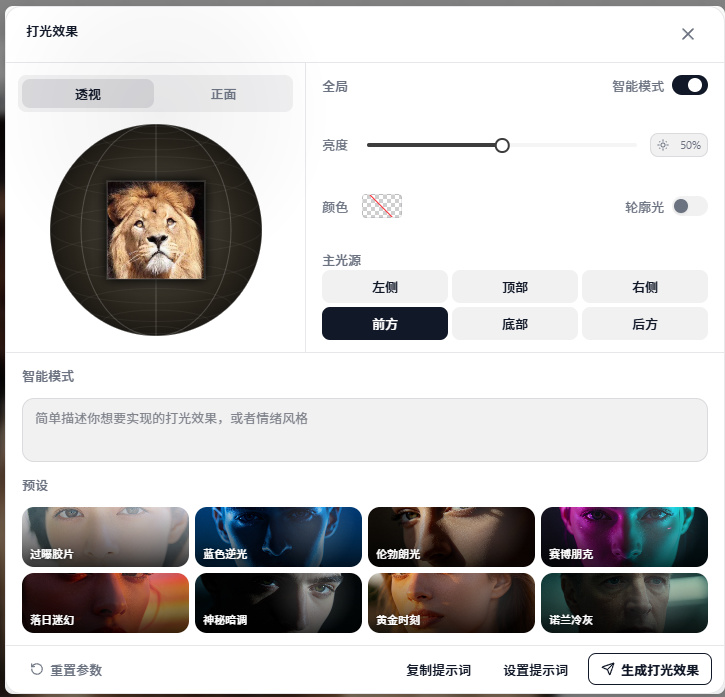 打光效果
透视
正面
全局
智能模式
亮度
50%
颜色
轮廓光
主光源
左侧
顶部
右侧
前方
底部
后方
智能模式
简单描述你想要实现的打光效果，或者情绪风格
预设
过曝胶片
蓝色逆光
伦勃朗光
赛博朋克
落日迷幻
神秘暗调
黄金时刻
诺兰冷灰
重置参数
复制提示词
设置提示词
生成打光效果